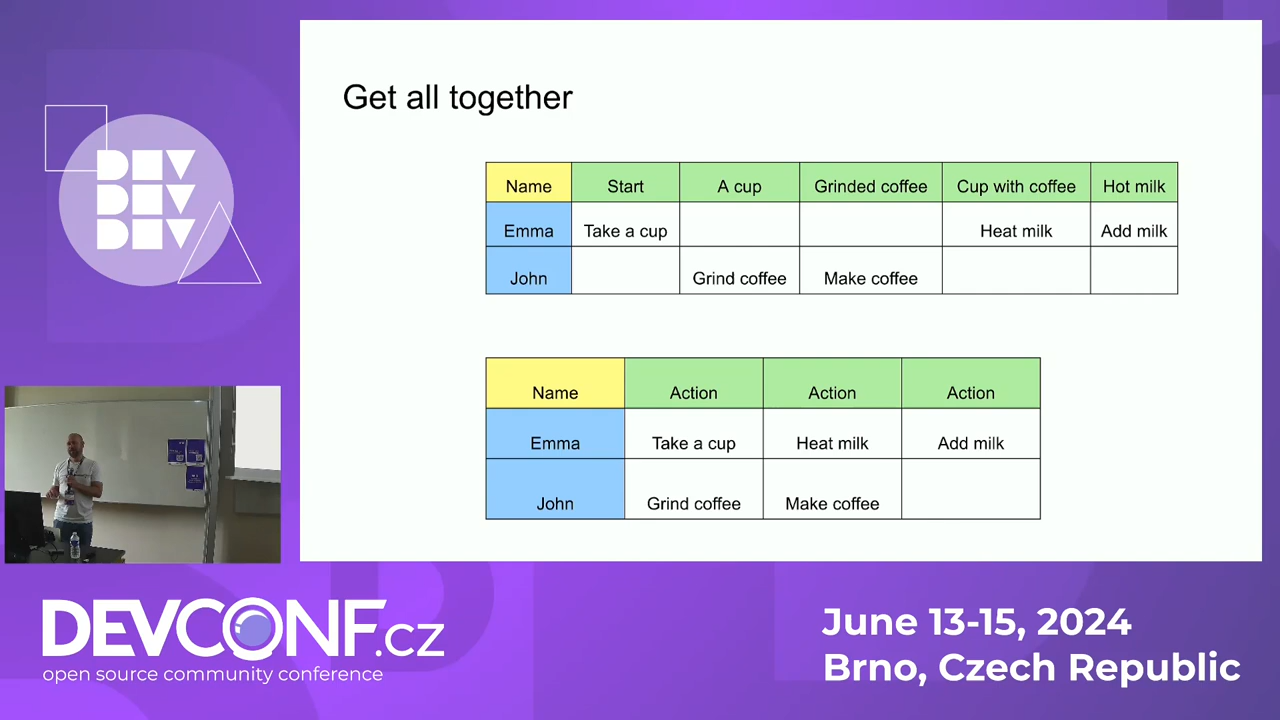 DEV
DEV
DEV
Get all together
Name Start A cup Grinded coffee Cup with coffee Hot milk
Emma Take a cup Heat milk Add milk
John Grind coffee Make coffee
Name Action Action Action
Emma Take a cup Heat milk Add milk
John Grind coffee Make coffee
DEVCONF.cz
open source community conference
June 13-15, 2024
Brno, Czech Republic